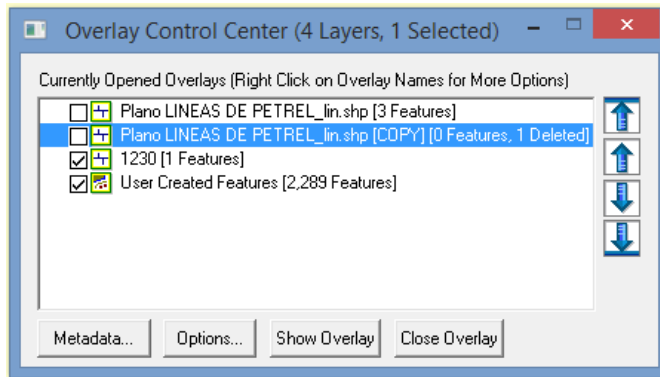 Overlay Control Center (4 Layers, 1 Selected)
Currently Opened Overlays (Right Click on Overlay Names for More Options)
Plano LINEAS DE PETREL_lin.shp [3 Features]
Plano LINEAS DE PETREL_lin.shp [COPY] [0 Features, 1 Deleted]
1230 [1 Features]
User Created Features [2,289 Features]
Metadata... Options... Show Overlay Close Overlay